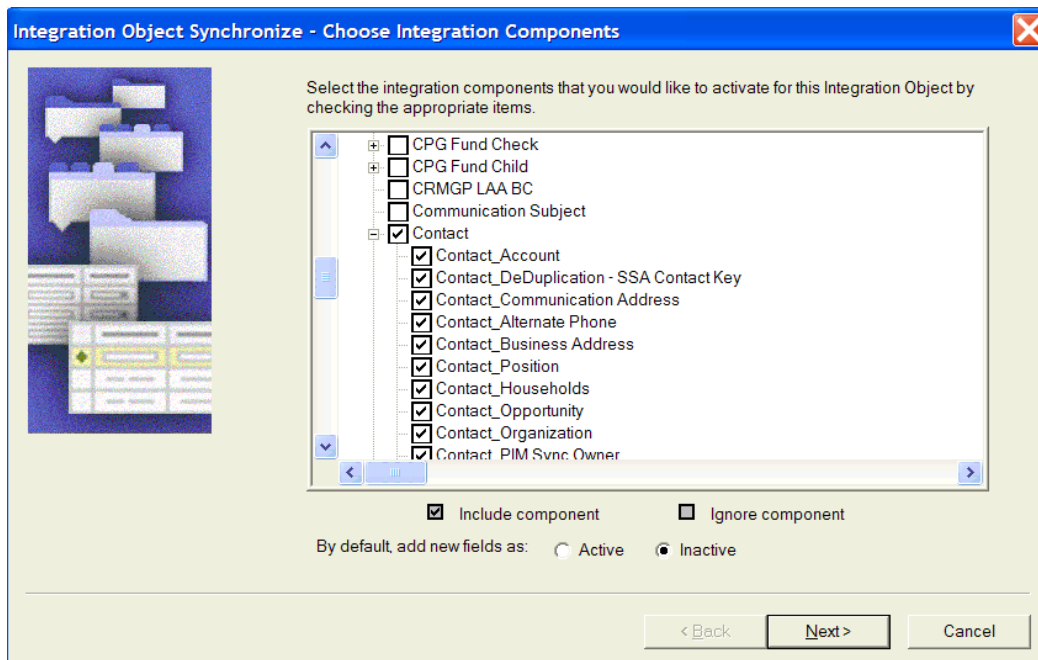 Integration Object Synchronize - Choose Integration Components
Select the integration components that you would like to activate for this Integration Object by
checking the appropriate items.
CPG Fund Check
CPG Fund Child
CRMGP LAA BC
Communication Subject
Contact
Contact_Account
Contact_DeDuplication - SSA Contact Key
Contact_Communication Address
Contact_Alternate Phone
Contact_Business Address
Contact_Position
Contact_Households
Contact_Opportunity
Contact_Organization
Contact_PIM Sync Owner
Include component Ignore component
By default, add new fields as: Active Inactive
< Back Next > Cancel